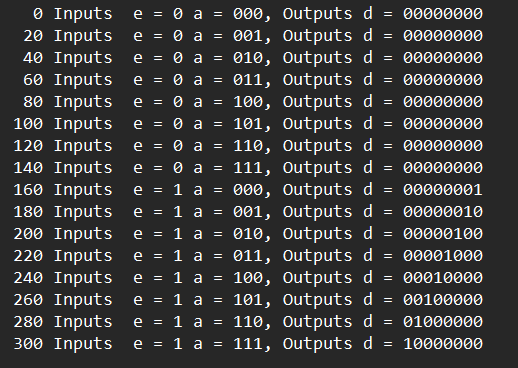 0 Inputs  e = 0 a = 000, Outputs d = 00000000
20 Inputs  e = 0 a = 001, Outputs d = 00000000
40 Inputs  e = 0 a = 010, Outputs d = 00000000
60 Inputs  e = 0 a = 011, Outputs d = 00000000
80 Inputs  e = 0 a = 100, Outputs d = 00000000
100 Inputs  e = 0 a = 101, Outputs d = 00000000
120 Inputs  e = 0 a = 110, Outputs d = 00000000
140 Inputs  e = 0 a = 111, Outputs d = 00000000
160 Inputs  e = 1 a = 000, Outputs d = 00000001
180 Inputs  e = 1 a = 001, Outputs d = 00000010
200 Inputs  e = 1 a = 010, Outputs d = 00000100
220 Inputs  e = 1 a = 011, Outputs d = 00001000
240 Inputs  e = 1 a = 100, Outputs d = 00010000
260 Inputs  e = 1 a = 101, Outputs d = 00100000
280 Inputs  e = 1 a = 110, Outputs d = 01000000
300 Inputs  e = 1 a = 111, Outputs d = 10000000